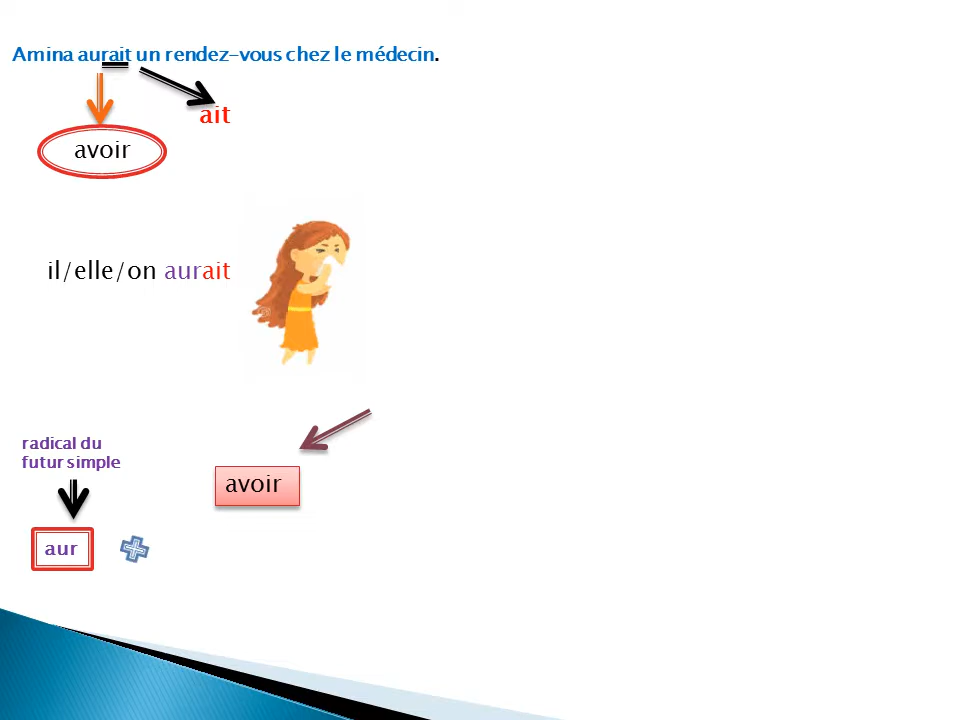 Amina aurait un rendez-vous chez le médecin.
ait
avoir
il/elle/on aurait
radical du
futur simple
avoir
aur